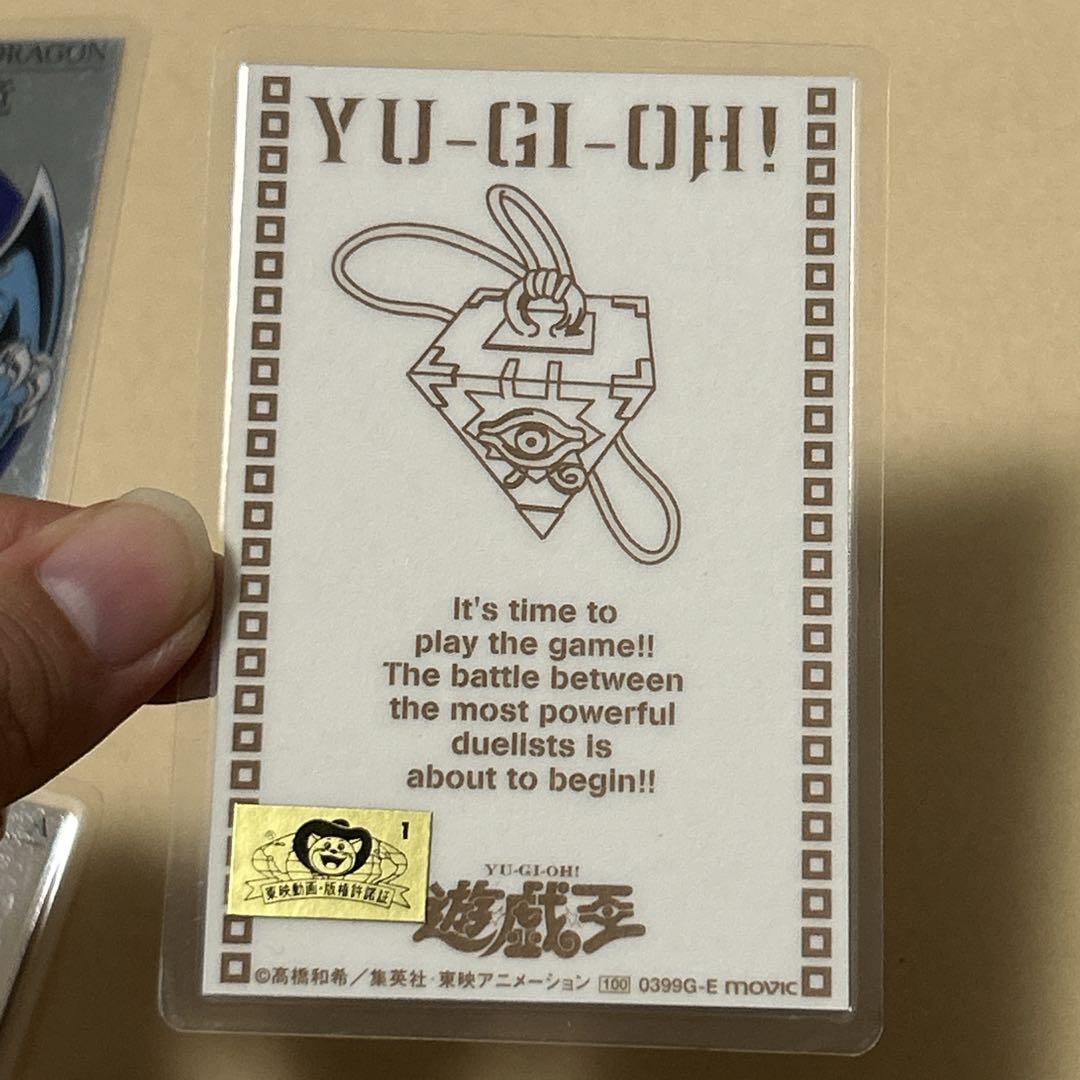 DRAGON
YU-GI-OH!
It's time to
play the game!!
The battle between
the most powerful
duelists is
about to begin!!
1
東映動画・版権許諾証
YU-GI-OH!
遊戯王
©高橋和希／集英社・東映アニメーション 100 0399G-E movic